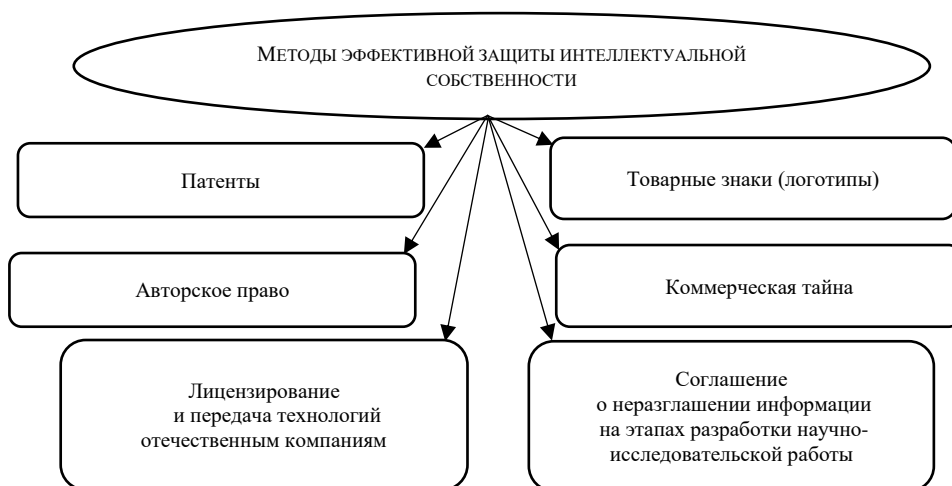 МЕТОДЫ ЭФФЕКТИВНОЙ ЗАЩИТЫ ИНТЕЛЛЕКТУАЛЬНОЙ
СОБСТВЕННОСТИ
Патенты
Товарные знаки (логотипы)
Авторское право
Коммерческая тайна
Лицензирование
и передача технологий
отечественным компаниям
Соглашение
о неразглашении информации
на этапах разработки научно-
исследовательской работы